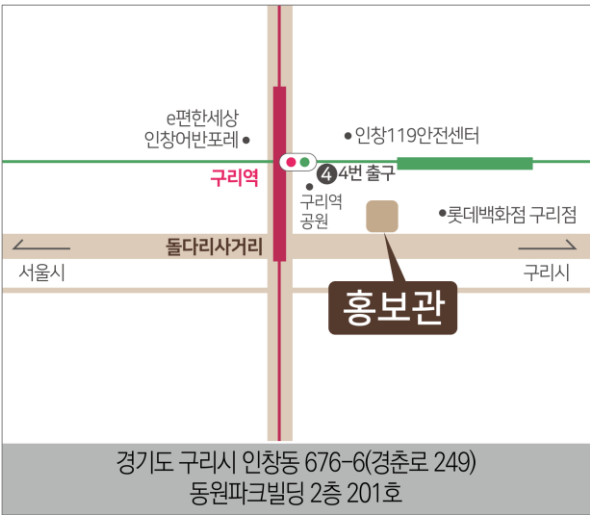 e편한세상
인창어반포레
인창119안전센터
구리역
4 4번 출구
구리역
공원
롯데백화점 구리점
돌다리사거리
서울시
구리시
홍보관
경기도 구리시 인창동 676-6(경춘로 249)
동원파크빌딩 2층 201호